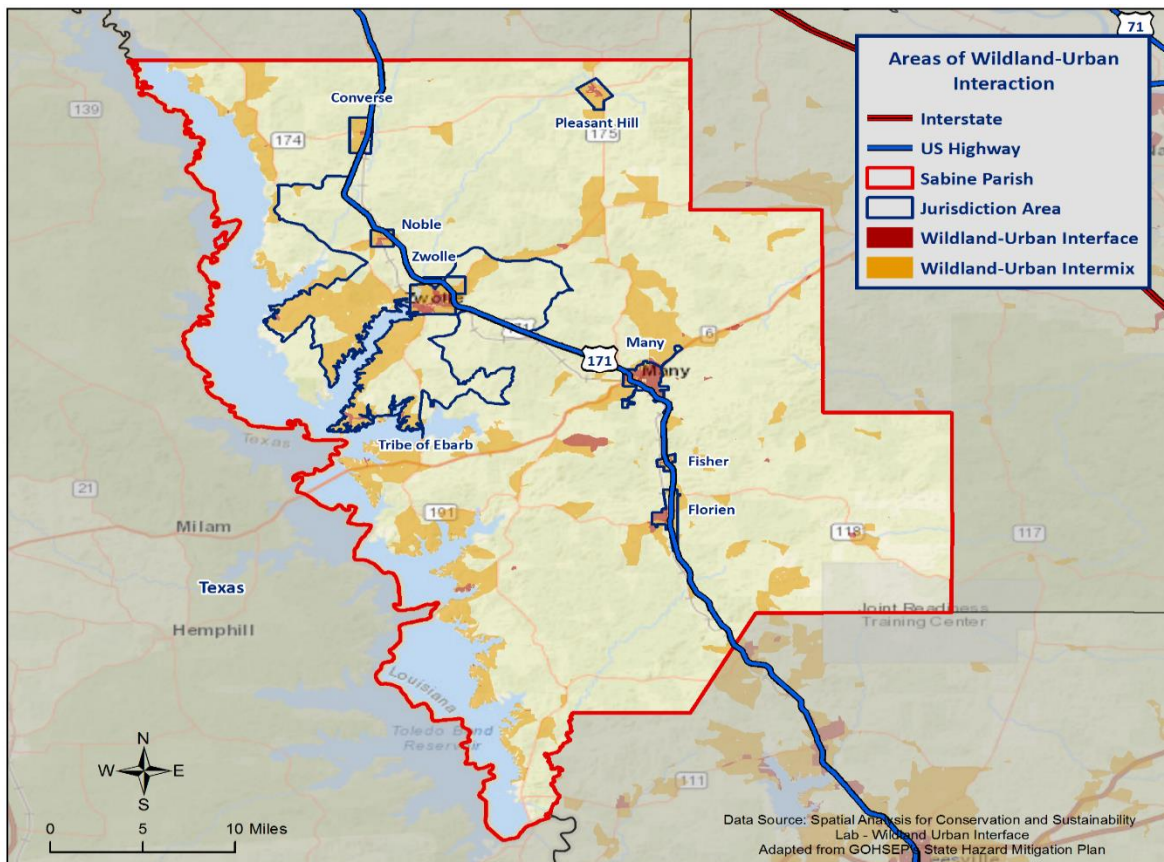 71
Areas of Wildland-Urban
Interaction
Interstate
US Highway
Sabine Parish
Jurisdiction Area
Wildland-Urban Interface
Wildland-Urban Intermix
Converse
139
174
Pleasant Hill
175
Noble
Zwolle
171
6
Many
Many
171
Tribe of Ebarb
Texas
Fisher
21
Milam
191
Florien
118
117
Texas
Hemphill
Joint Readiness
Training Center
Louisiana
Toledo Bend
Reservoir
111
N
W
E
S
0
5
10 Miles
Data Source: Spatial Analysis for Conservation and Sustainability
Lab - Wildland Urban Interface
Adapted from GOHSEP's State Hazard Mitigation Plan